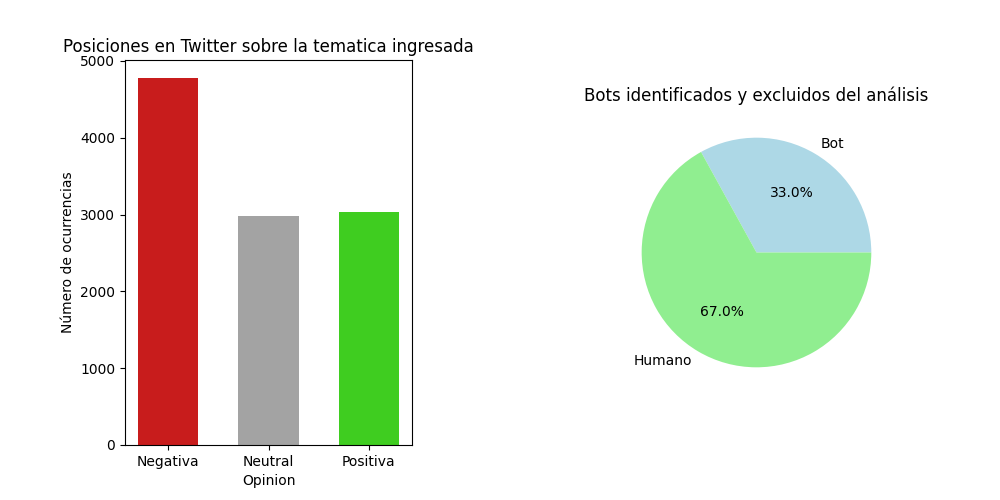 Posiciones en Twitter sobre la tematica ingresada
5000
4000
3000
2000
1000
0
Número de ocurrencias
Negativa
Neutral
Positiva
Opinion
Bots identificados y excluidos del análisis
Bot
33.0%
67.0%
Humano